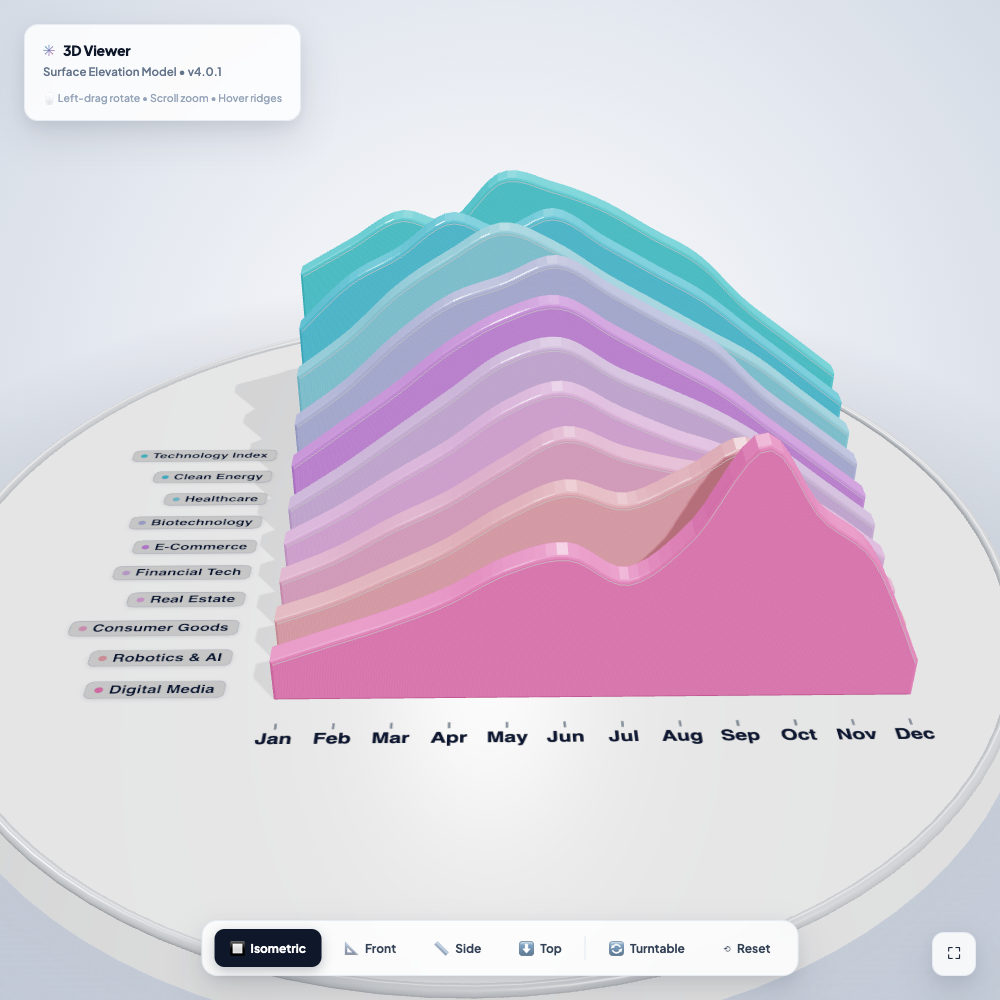 3D Viewer
Surface Elevation Model • v4.0.1
Left-drag rotate • Scroll zoom • Hover ridges
Technology Index
Clean Energy
Healthcare
Biotechnology
E-Commerce
Financial Tech
Real Estate
Consumer Goods
Robotics & AI
Digital Media
Jan Feb Mar Apr May Jun Jul Aug Sep Oct Nov Dec
Isometric Front Side Top Turntable Reset